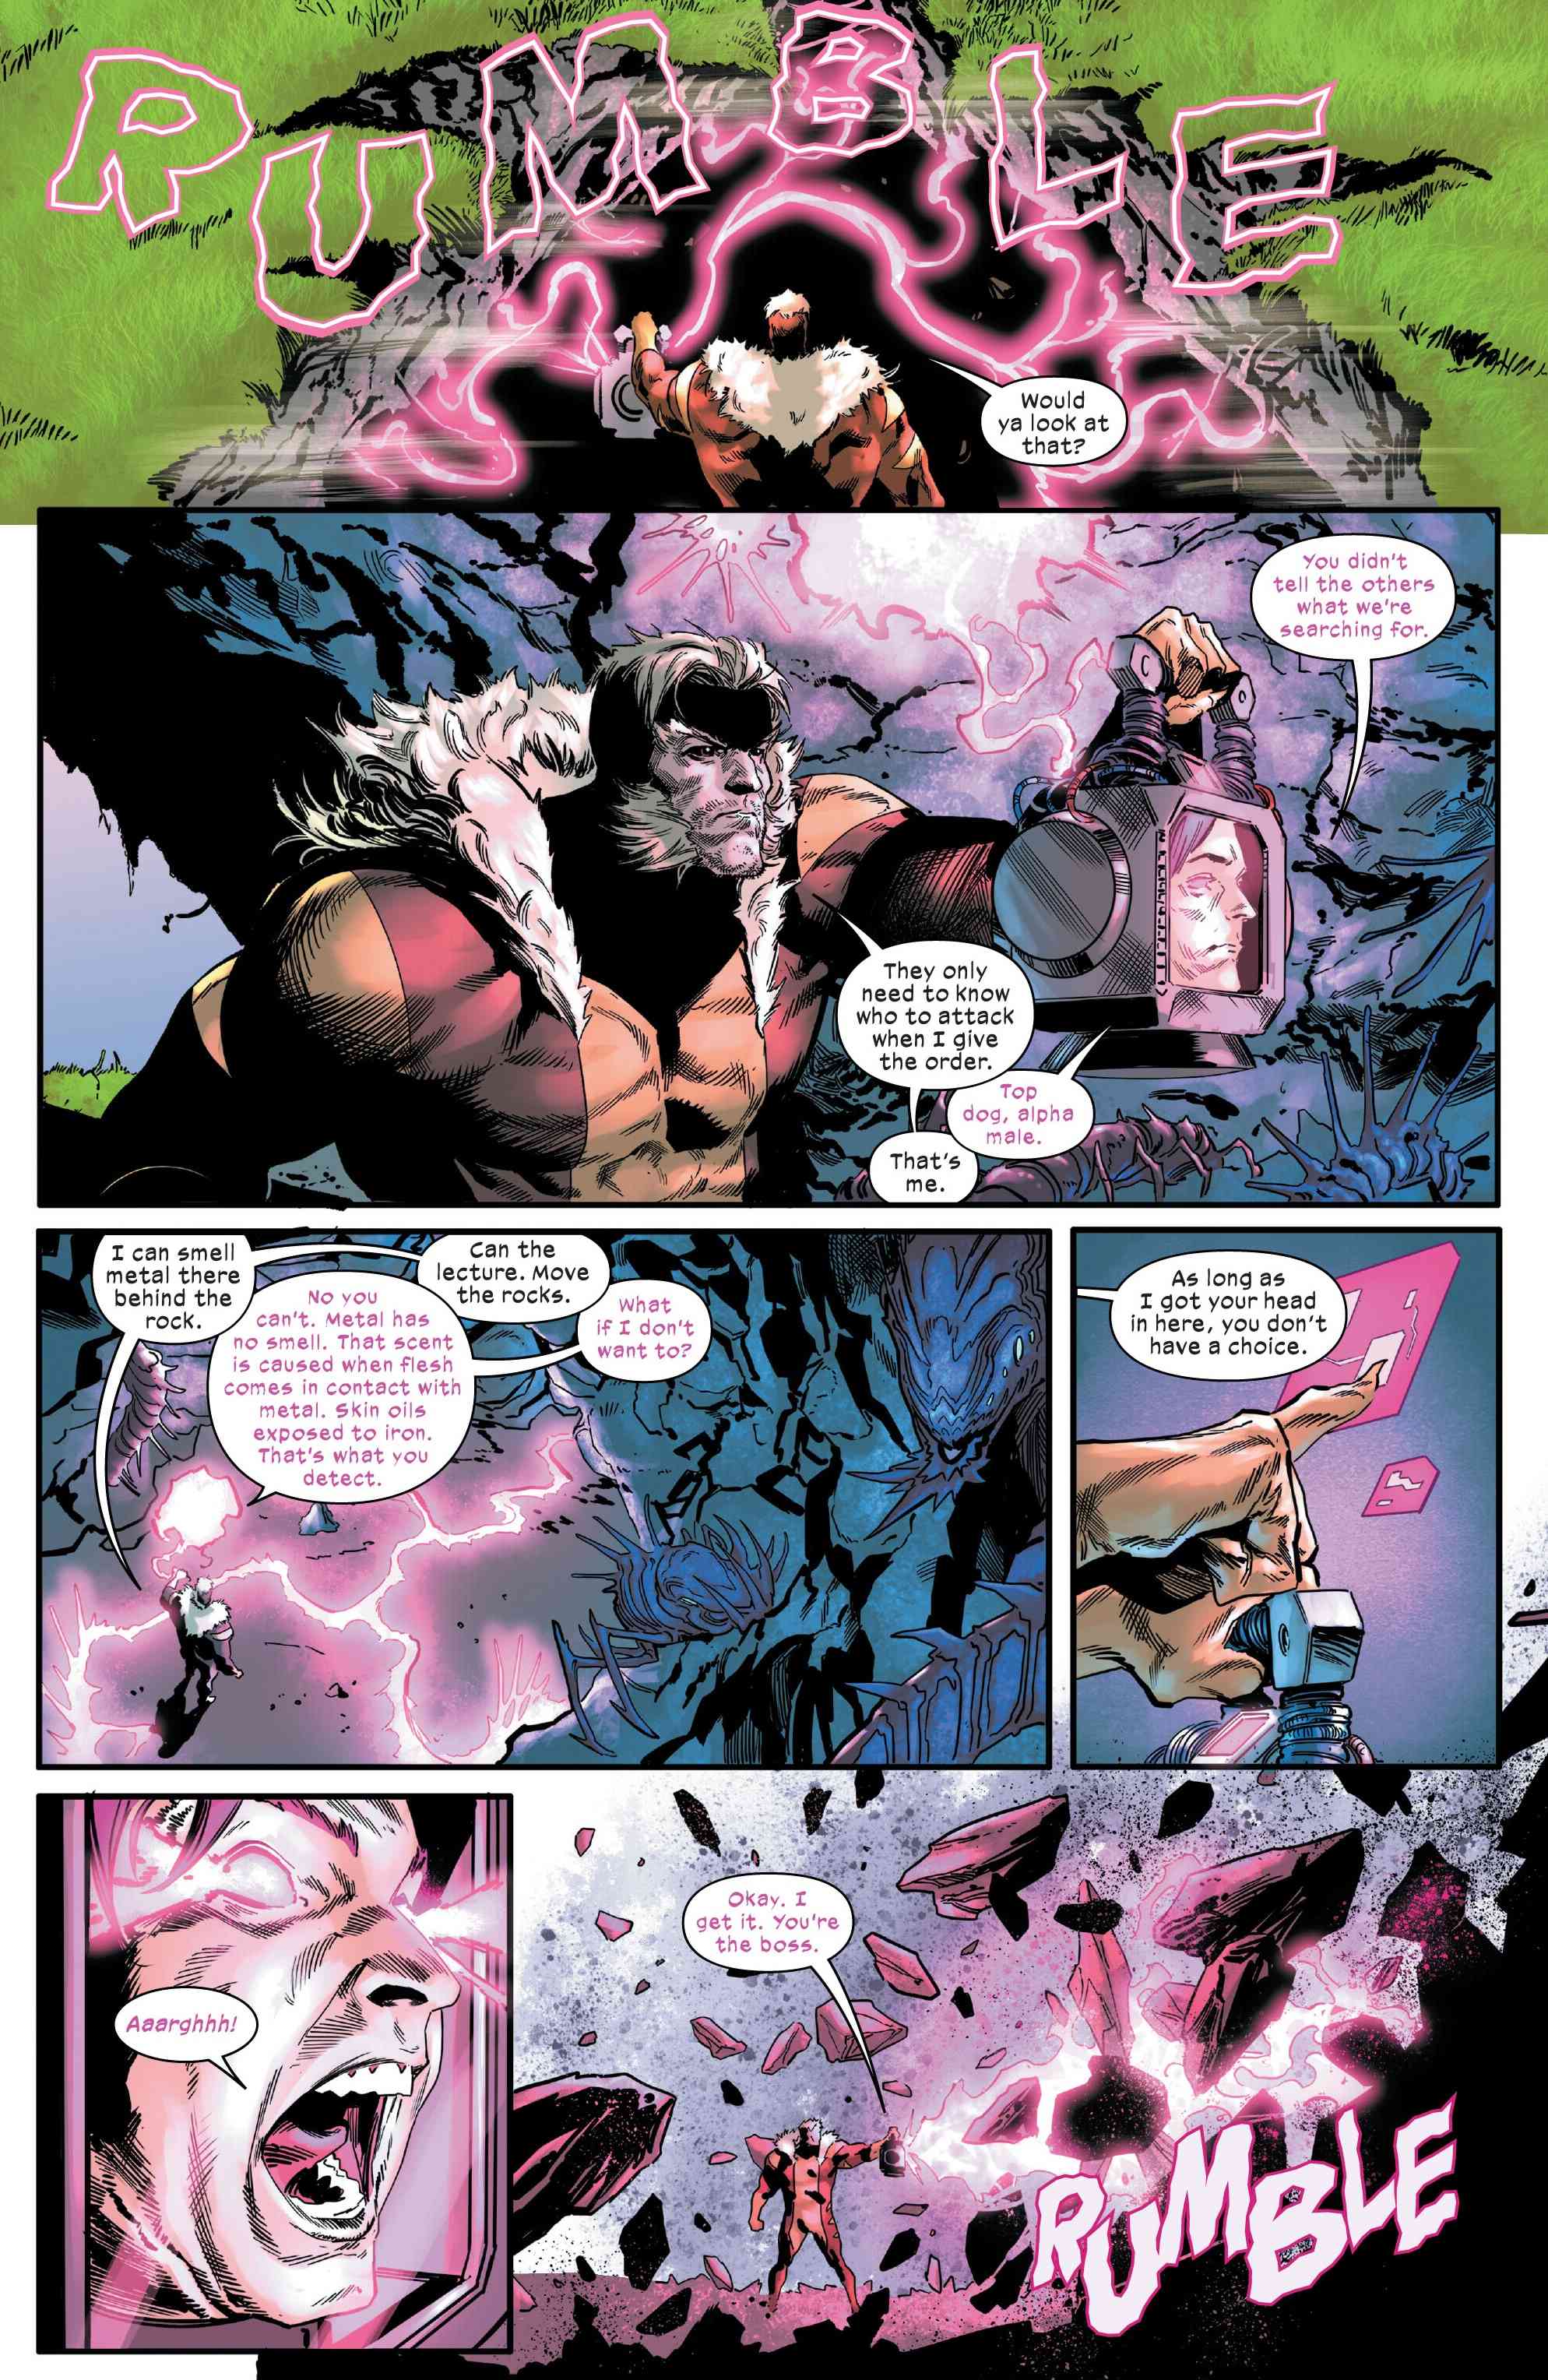 RUMBLE
Would
ya look at
that?
You didn't
tell the others
what we're
searching for.
They only
need to know
who to attack
when I give
the order.
Top
dog, alpha
male.
That's
me.
I can smell
metal there
behind the
rock.
No you
can't. Metal has
no smell. That scent
is caused when flesh
comes in contact with
metal. Skin oils
exposed to iron.
That's what you
detect.
Can the
lecture. Move
the rocks.
What
if I don't
want to?
As long as
I got your head
in here, you don't
have a choice.
Aaarghhh!
Okay. I
get it. You're
the boss.
RUMBLE